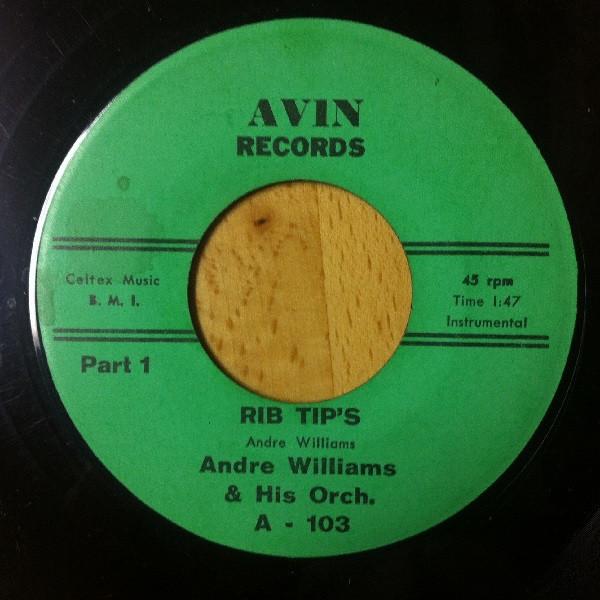 AVIN
RECORDS
Celtex Music
B. M. I.
45 rpm
Time 1:47
Instrumental
Part 1
RIB TIP'S
Andre Williams
Andre Williams
& His Orch.
A - 103